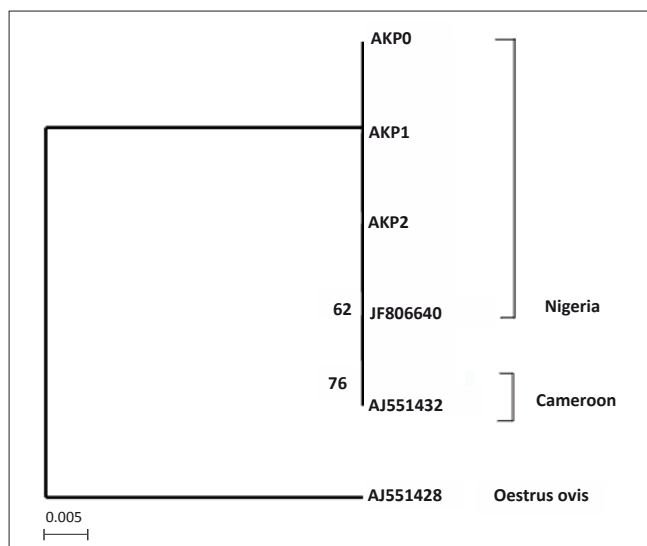 AKP0
AKP1
AKP2
62 JF806640 Nigeria
76
AJ551432 Cameroon
AJ551428 Oestrus ovis
0.005